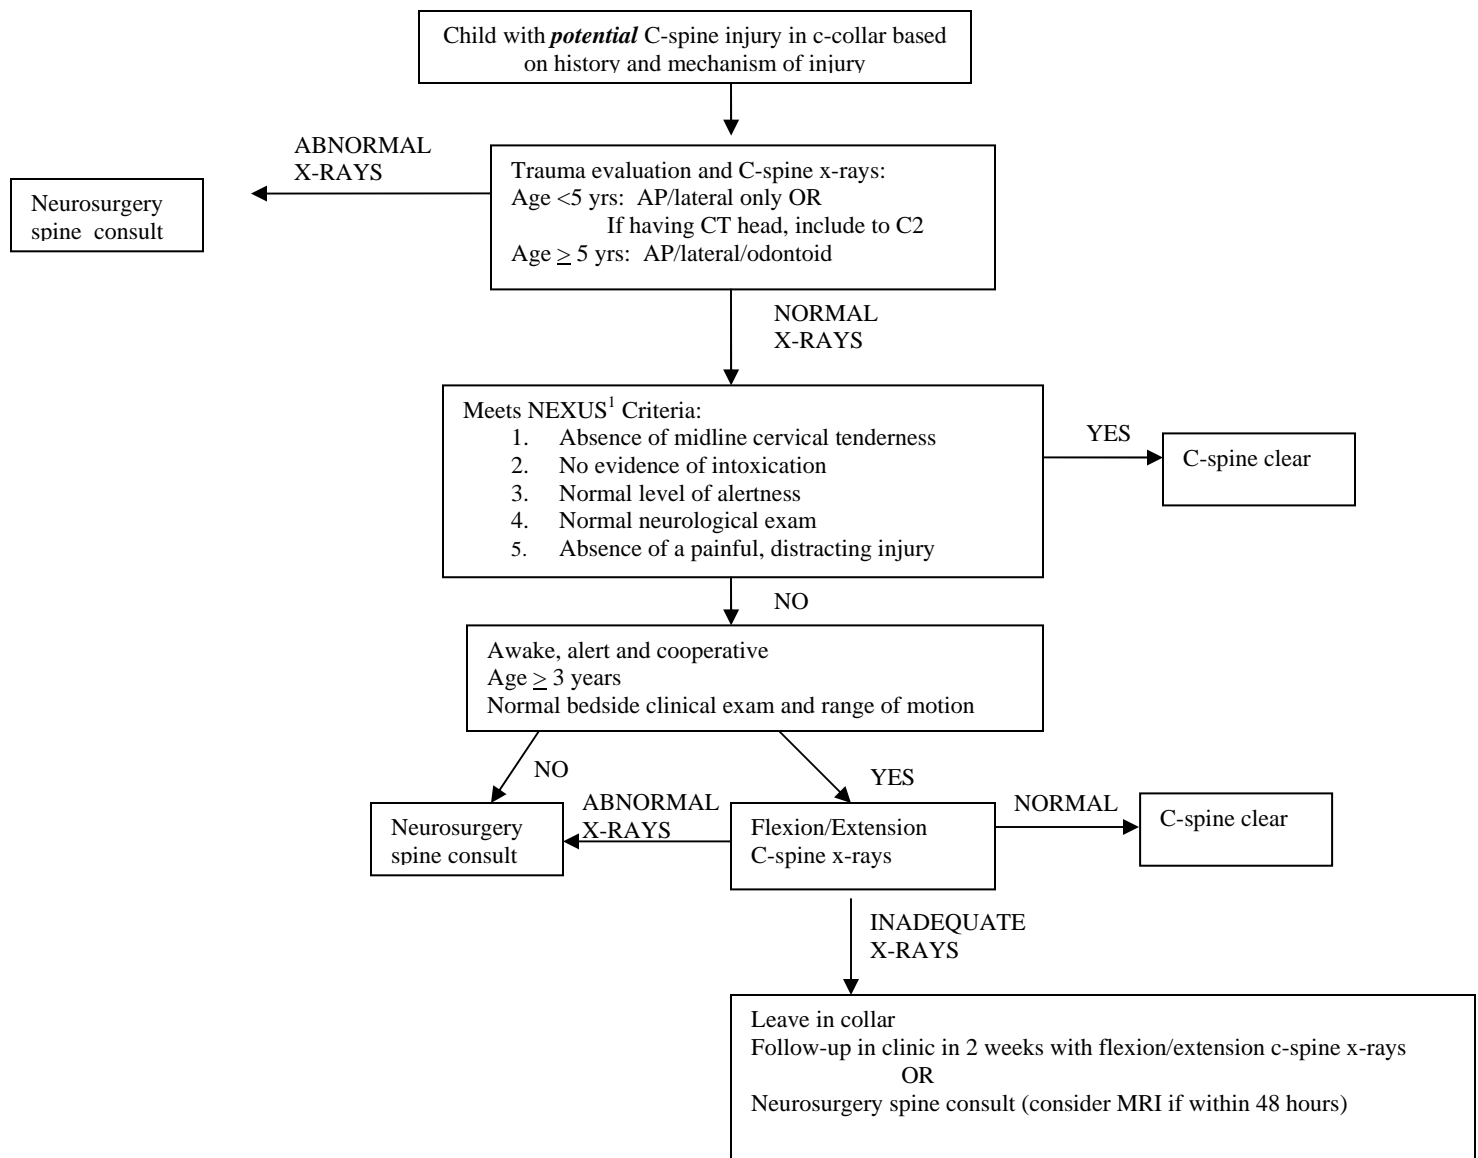 Child with potential C-spine injury in c-collar based
on history and mechanism of injury
ABNORMAL
X-RAYS
Neurosurgery
spine consult
Trauma evaluation and C-spine x-rays:
Age <5 yrs: AP/lateral only OR
If having CT head, include to C2
Age ≥ 5 yrs: AP/lateral/odontoid
NORMAL
X-RAYS
Meets NEXUS¹ Criteria:
1. Absence of midline cervical tenderness
2. No evidence of intoxication
3. Normal level of alertness
4. Normal neurological exam
5. Absence of a painful, distracting injury
YES
C-spine clear
NO
Awake, alert and cooperative
Age ≥ 3 years
Normal bedside clinical exam and range of motion
NO
YES
Neurosurgery
spine consult
ABNORMAL
X-RAYS
Flexion/Extension
C-spine x-rays
NORMAL
C-spine clear
INADEQUATE
X-RAYS
Leave in collar
Follow-up in clinic in 2 weeks with flexion/extension c-spine x-rays
OR
Neurosurgery spine consult (consider MRI if within 48 hours)